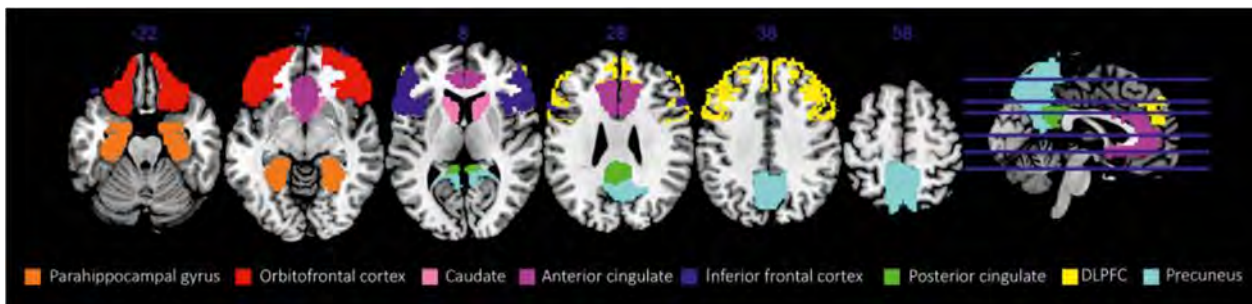 -22 -7 8 28 38 58
Parahippocampal gyrus Orbitofrontal cortex Caudate Anterior cingulate Inferior frontal cortex Posterior cingulate DLPFC Precuneus